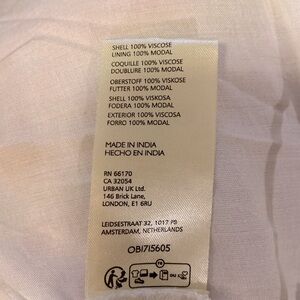 SHELL 100% VISCOSE
LINING 100% MODAL
COQUILLE 100% VISCOSE
DOUBLURE 100% MODAL
OBERSTOFF 100% VISKOSE
FUTTER 100% MODAL
SHELL 100% VISKOSA
FODERA 100% MODAL
EXTERIOR 100% VISCOSA
FORRO 100% MODAL
MADE IN INDIA
HECHO EN INDIA
RN 66170
CA 32054
URBAN UK Ltd.
146 Brick Lane,
LONDON, E1 6RU
LEIDSESTRAAT 32, 1017 PB
AMSTERDAM, NETHERLANDS
OBI715605
FR
OU